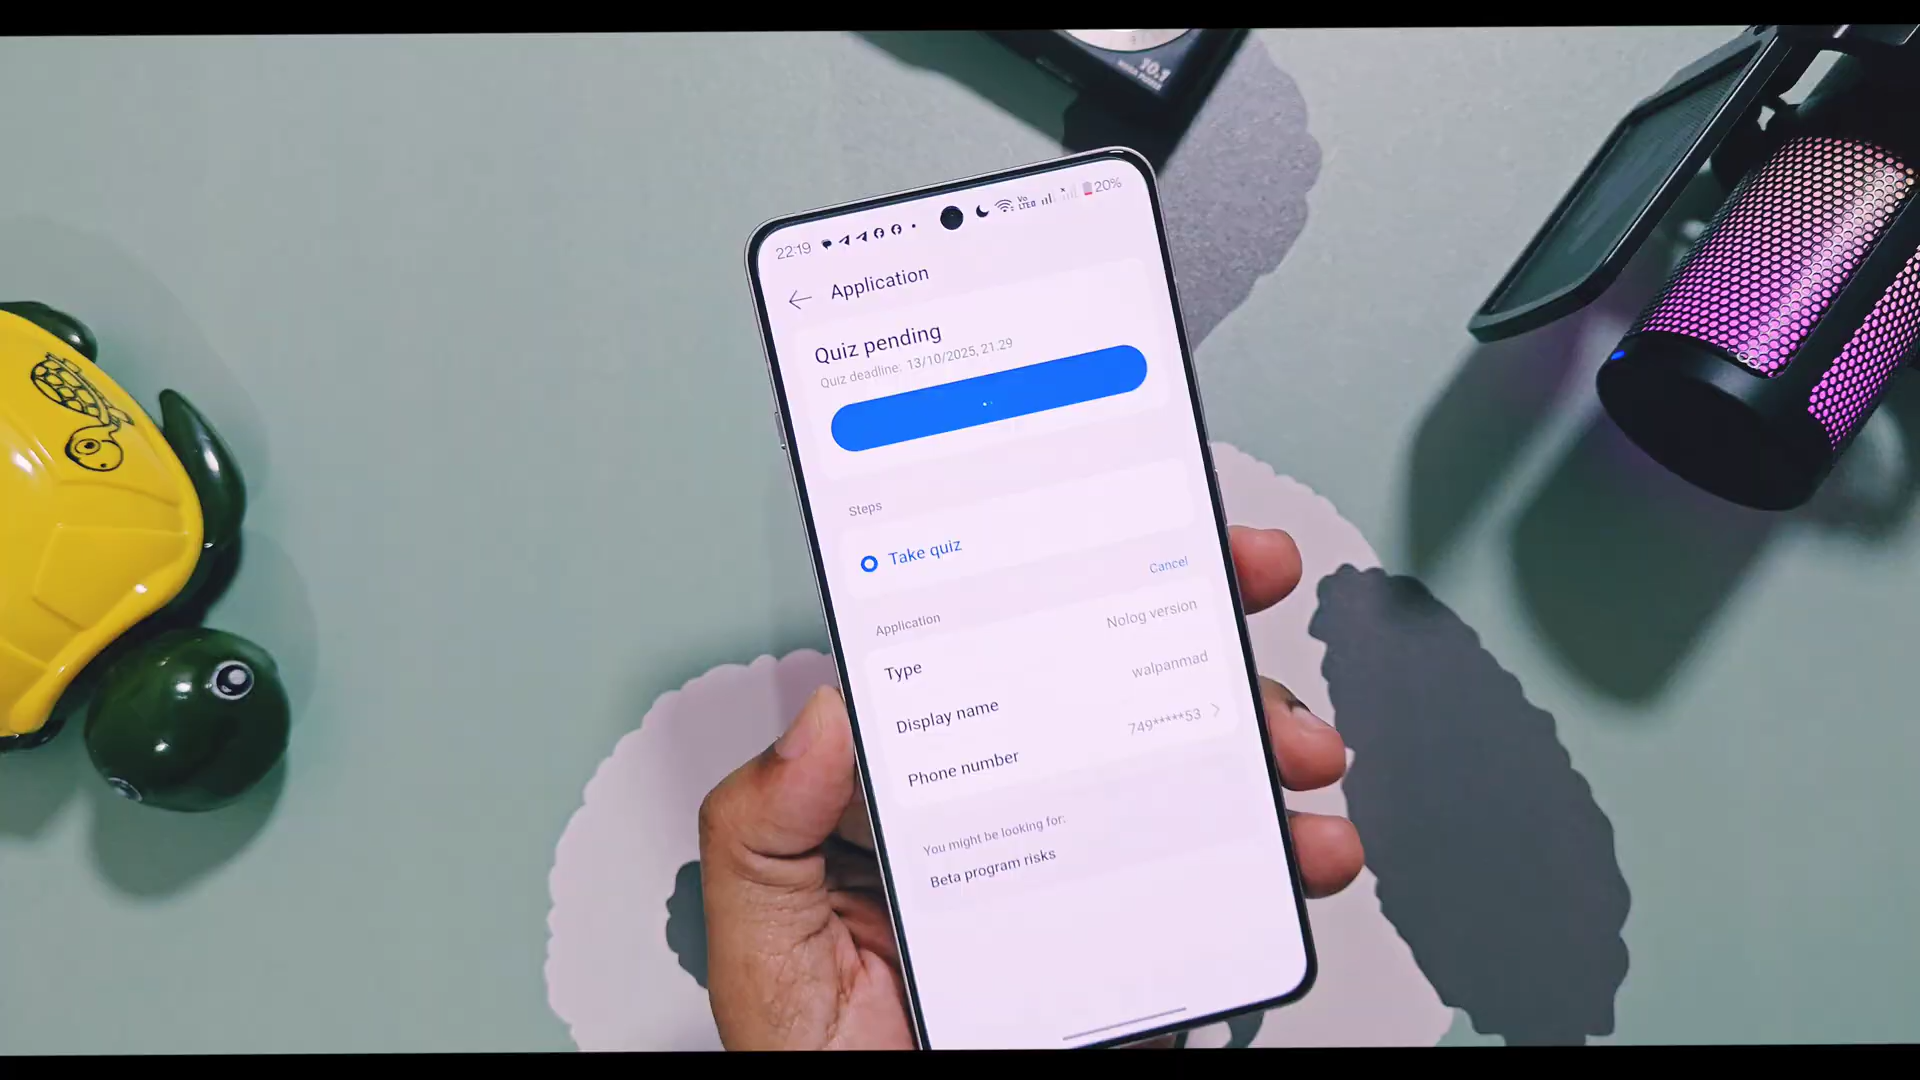 10.1
22:19
Vo
LTE
20%
Application
Quiz pending
Quiz deadline: 13/10/2025, 21:29
Steps
Take quiz
Cancel
Application
Nolog version
Type
walpanmad
Display name
749*****53
Phone number
You might be looking for:
Beta program risks